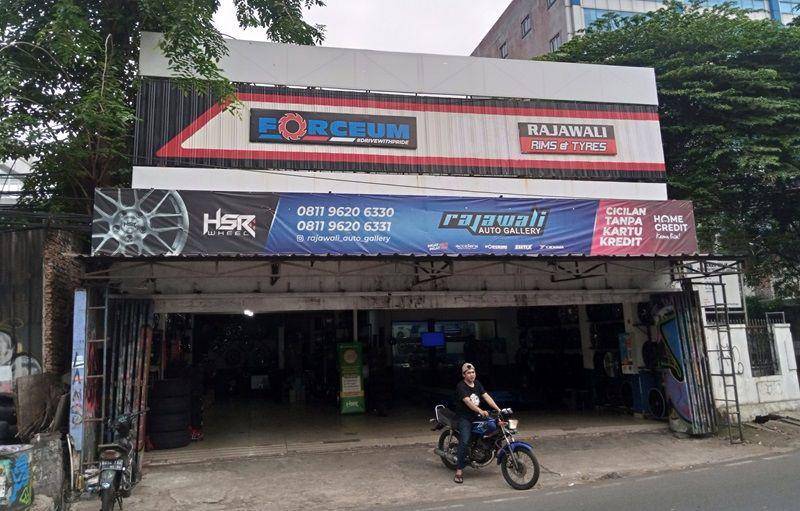 FORCEUM
#DRIVEWITHPRIDE
RAJAWALI
RIMS & TYRES
HSR
WHEEL
0811 9620 6330
0811 9620 6331
rajawali_auto_gallery
rajawali
AUTO GALLERY
CICILAN
TANPA
KARTU
KREDIT
HOME
CREDIT
HSR